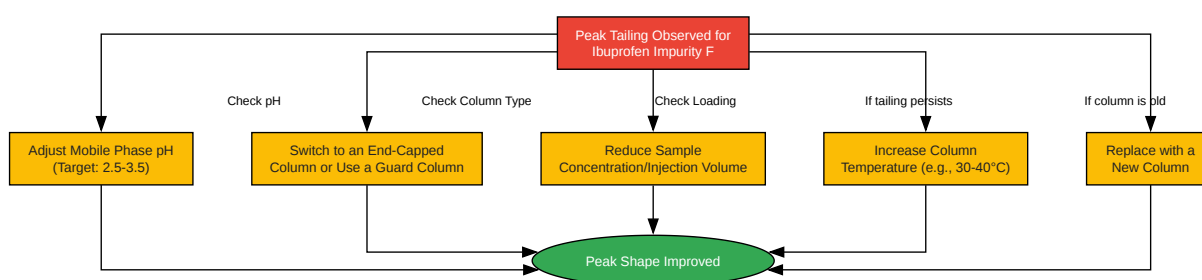 Peak Tailing Observed for
Ibuprofen Impurity F
Check pH
Check Column Type
Check Loading
If tailing persists
If column is old
Adjust Mobile Phase pH
(Target: 2.5-3.5)
Switch to an End-Capped
Column or Use a Guard Column
Reduce Sample
Concentration/Injection Volume
Increase Column
Temperature (e.g., 30-40°C)
Replace with a
New Column
Peak Shape Improved